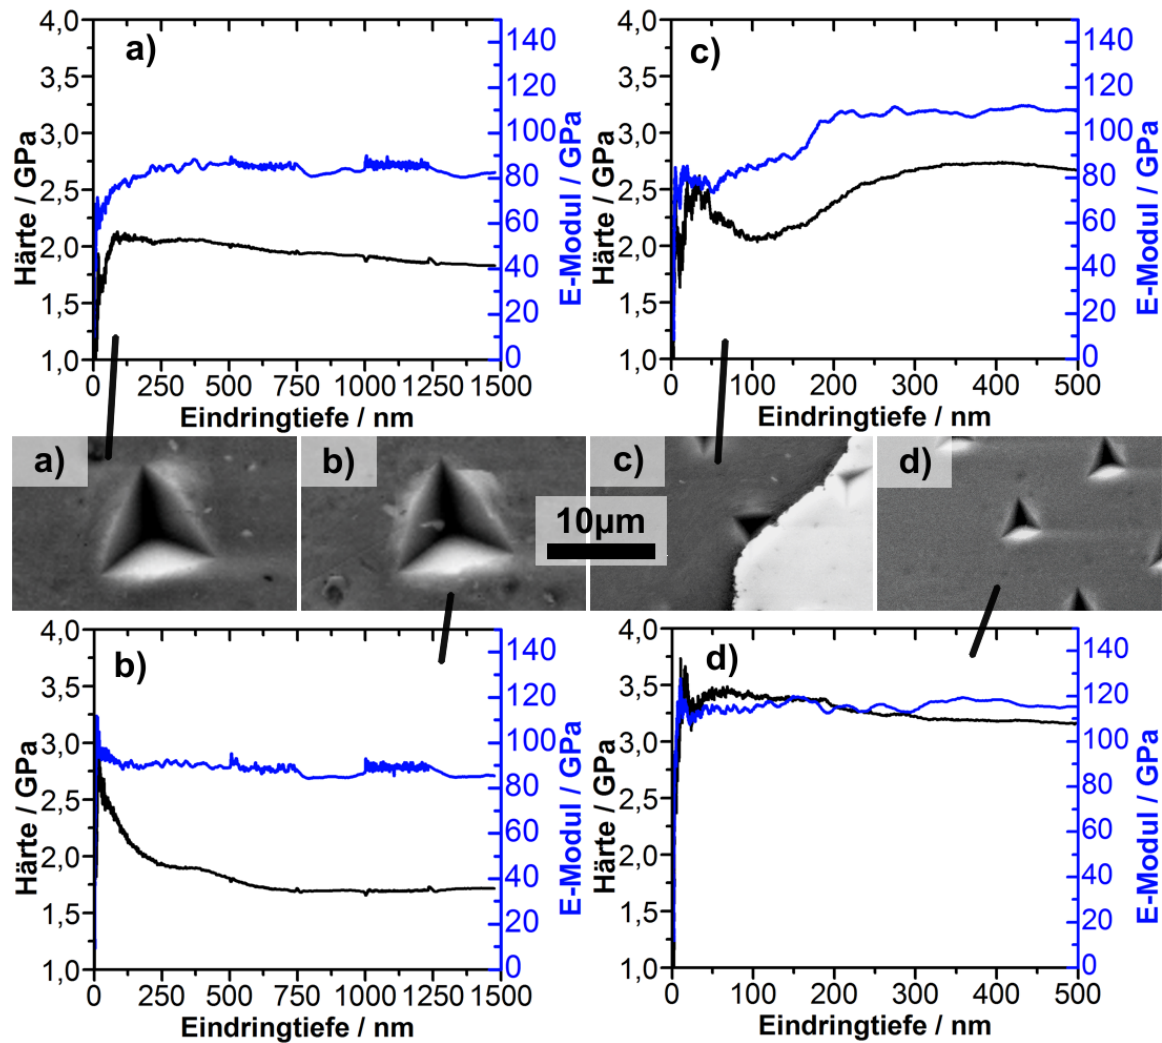 a)
4,0
3,5
3,0
2,5
2,0
1,5
1,0
Härte / GPa
140
120
100
80
60
40
20
0
E-Modul / GPa
0 250 500 750 1000 1250 1500
Eindringtiefe / nm
c)
4,0
3,5
3,0
2,5
2,0
1,5
1,0
Härte / GPa
140
120
100
80
60
40
20
0
E-Modul / GPa
0 100 200 300 400 500
Eindringtiefe / nm
a)
b)
10µm
c)
d)
b)
4,0
3,5
3,0
2,5
2,0
1,5
1,0
Härte / GPa
140
120
100
80
60
40
20
0
E-Modul / GPa
0 250 500 750 1000 1250 1500
Eindringtiefe / nm
d)
4,0
3,5
3,0
2,5
2,0
1,5
1,0
Härte / GPa
140
120
100
80
60
40
20
0
E-Modul / GPa
0 100 200 300 400 500
Eindringtiefe / nm